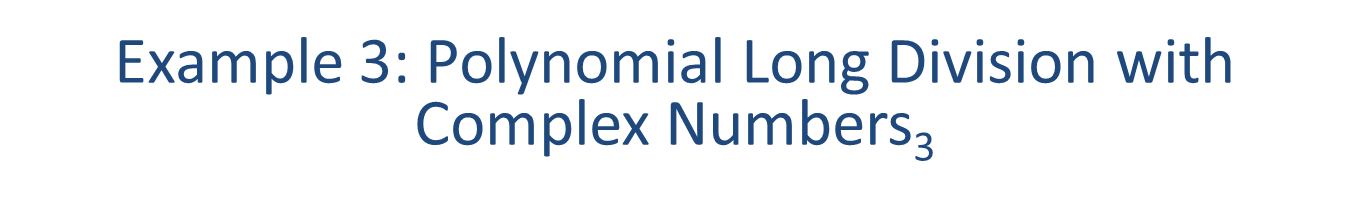 Example 3: Polynomial Long Division with
Complex Numbers₃